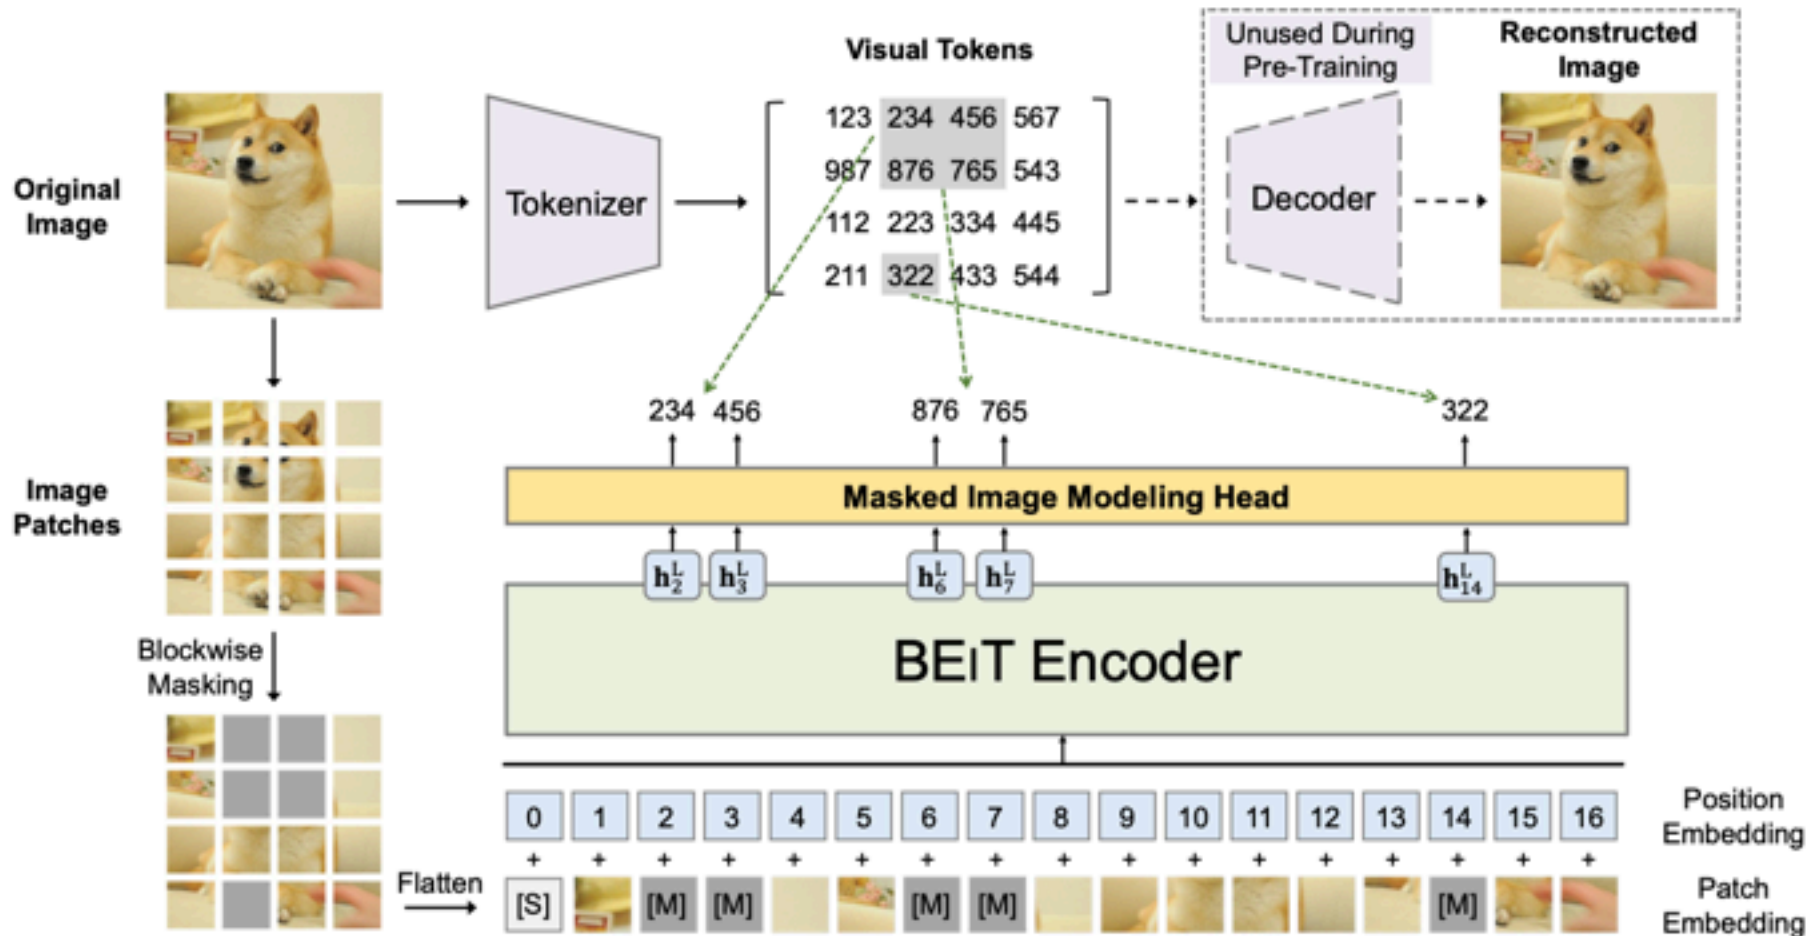 Original
Image
Tokenizer
Visual Tokens
123 234 456 567
987 876 765 543
112 223 334 445
211 322 433 544
Unused During
Pre-Training
Decoder
Reconstructed
Image
Image
Patches
Blockwise
Masking
Flatten
234 456 876 765 322
Masked Image Modeling Head
h₂ᴸ h₃ᴸ h₆ᴸ h₇ᴸ h₁₄ᴸ
BEIT Encoder
0 1 2 3 4 5 6 7 8 9 10 11 12 13 14 15 16
Position
Embedding
+ + + + + + + + + + + + + + + + +
[S] [M] [M] [M] [M] [M]
Patch
Embedding